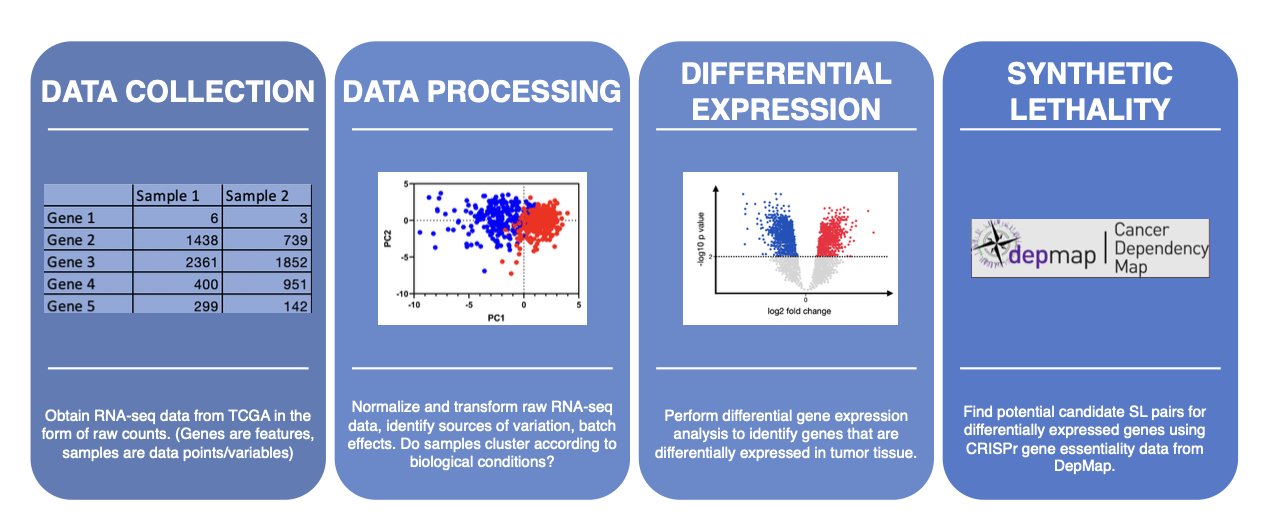 DATA COLLECTION
Sample 1 Sample 2
Gene 1 6 3
Gene 2 1438 739
Gene 3 2361 1852
Gene 4 400 951
Gene 5 299 142
Obtain RNA-seq data from TCGA in the
form of raw counts. (Genes are features,
samples are data points/variables)
DATA PROCESSING
5
0
-5
-10
PC2
-10 -5 0 5
PC1
Normalize and transform raw RNA-seq
data, identify sources of variation, batch
effects. Do samples cluster according to
biological conditions?
DIFFERENTIAL
EXPRESSION
-log10 p value
2
0
log2 fold change
Perform differential gene expression
analysis to identify genes that are
differentially expressed in tumor tissue.
SYNTHETIC
LETHALITY
depmap
Cancer
Dependency
Map
Find potential candidate SL pairs for
differentially expressed genes using
CRISPr gene essentiality data from
DepMap.